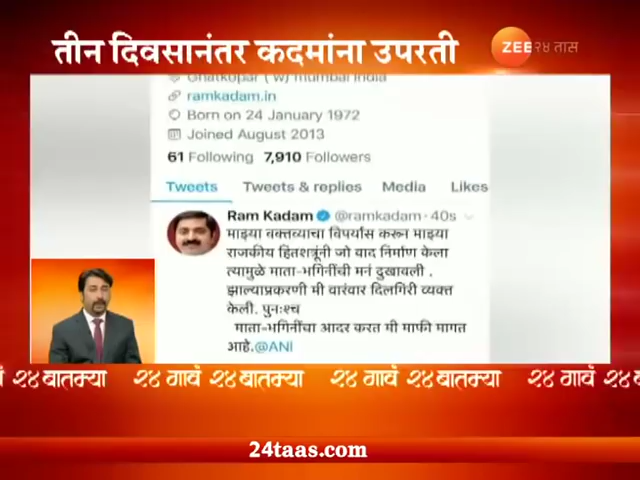 तीन दिवसानंतर कदमांना उपरती
ZEE २४ तास
Ghatkopar ( w) mumbai India
ramkadam.in
Born on 24 January 1972
Joined August 2013
61 Following 7,910 Followers
Tweets Tweets & replies Media Likes
Ram Kadam @ramkadam · 40s
माझ्या वक्तव्याचा विपर्यास करून माझ्या
राजकीय हितशत्रूंनी जो वाद निर्माण केला
त्यामुळे माता-भगिनींची मनं दुखावली .
झाल्याप्रकरणी मी वारंवार दिलगिरी व्यक्त
केली. पुनःश्च
माता-भगिनींचा आदर करत मी माफी मागत
आहे.@ANI
२४ बातम्या २४ गावं २४ बातम्या २४ गावं २४ बातम्या २४ गावं २४
24taas.com